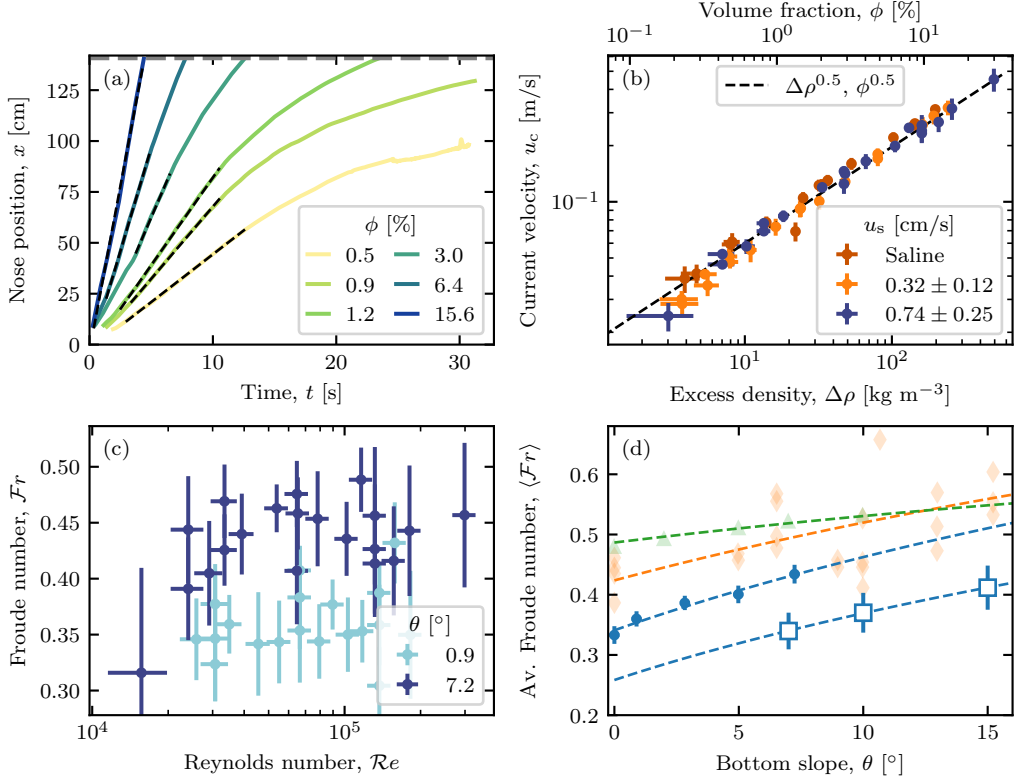 (a)
Nose position, x [cm]
0
25
50
75
100
125
0
10
20
30
Time, t [s]
ϕ [%]
0.5
0.9
1.2
3.0
6.4
15.6
Volume fraction, ϕ [%]
10⁻¹
10⁰
10¹
(b)
Δρ⁰·⁵, ϕ⁰·⁵
Current velocity, u_c [m/s]
10⁻¹
u_s [cm/s]
Saline
0.32 ± 0.12
0.74 ± 0.25
10¹
10²
Excess density, Δρ [kg m⁻³]
(c)
Froude number, ℱr
0.50
0.45
0.40
0.35
0.30
θ [°]
0.9
7.2
10⁴
10⁵
Reynolds number, ℛe
(d)
Av. Froude number, ⟨ℱr⟩
0.6
0.5
0.4
0.3
0.2
0
5
10
15
Bottom slope, θ [°]